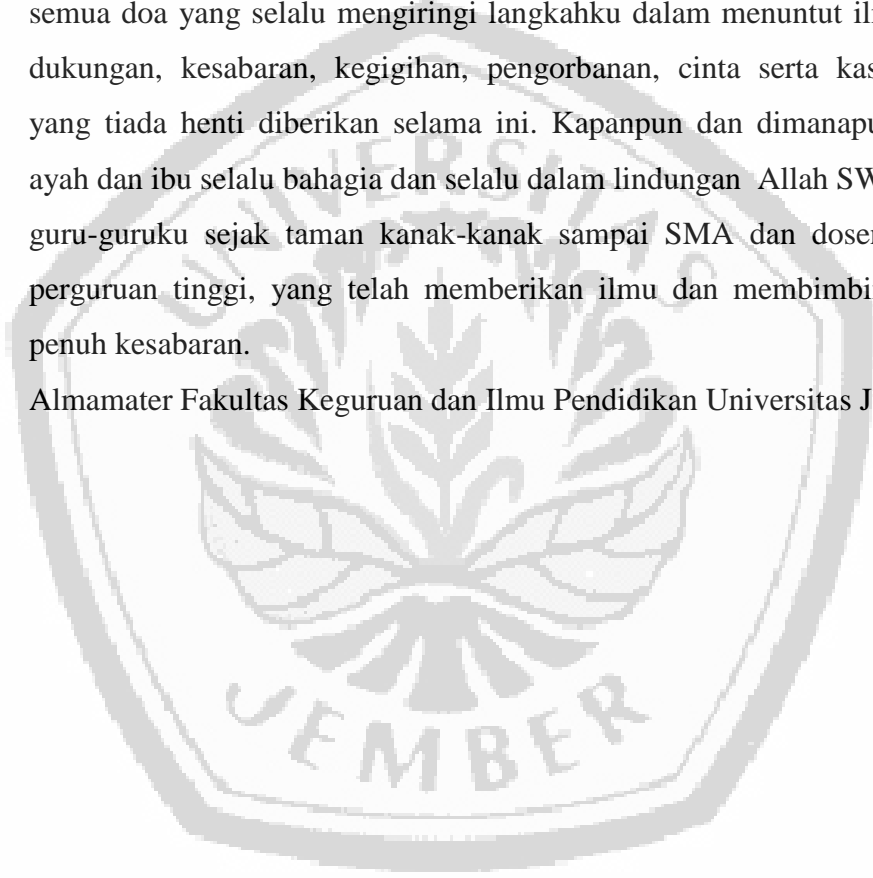 semua doa yang selalu mengiringi langkahku dalam menuntut
dukungan, kesabaran, kegigihan, pengorbanan, cinta serta
yang tiada henti diberikan selama ini. Kapanpun dan
ayah dan ibu selalu bahagia dan selalu dalam lindungan Allah
guru-guruku sejak taman kanak-kanak sampai SMA dan
perguruan tinggi, yang telah memberikan ilmu dan
penuh kesabaran.
Almamater Fakultas Keguruan dan Ilmu Pendidikan Universitas
UNIVERSITAS
JEMBER